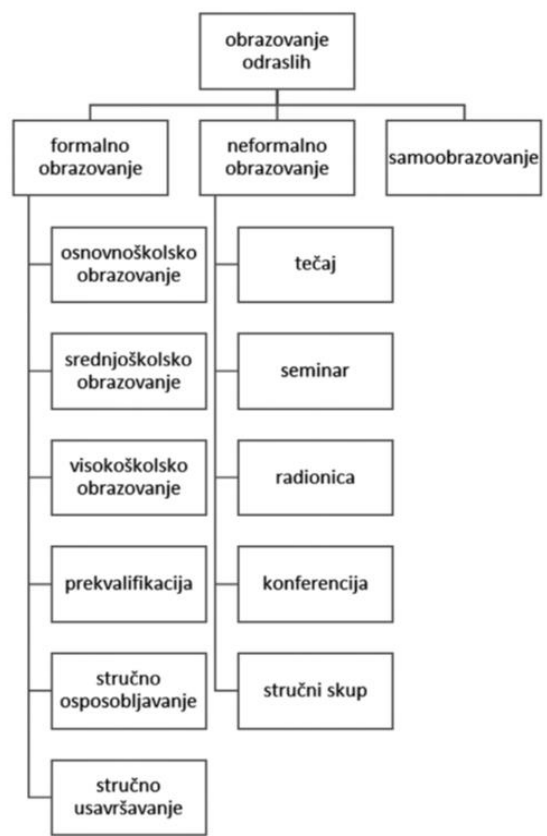 obrazovanje
odraslih
formalno
obrazovanje
neformalno
obrazovanje
samoobrazovanje
osnovnoškolsko
obrazovanje
srednjoškolsko
obrazovanje
visokoškolsko
obrazovanje
prekvalifikacija
stručno
osposobljavanje
stručno
usavršavanje
tečaj
seminar
radionica
konferencija
stručni skup